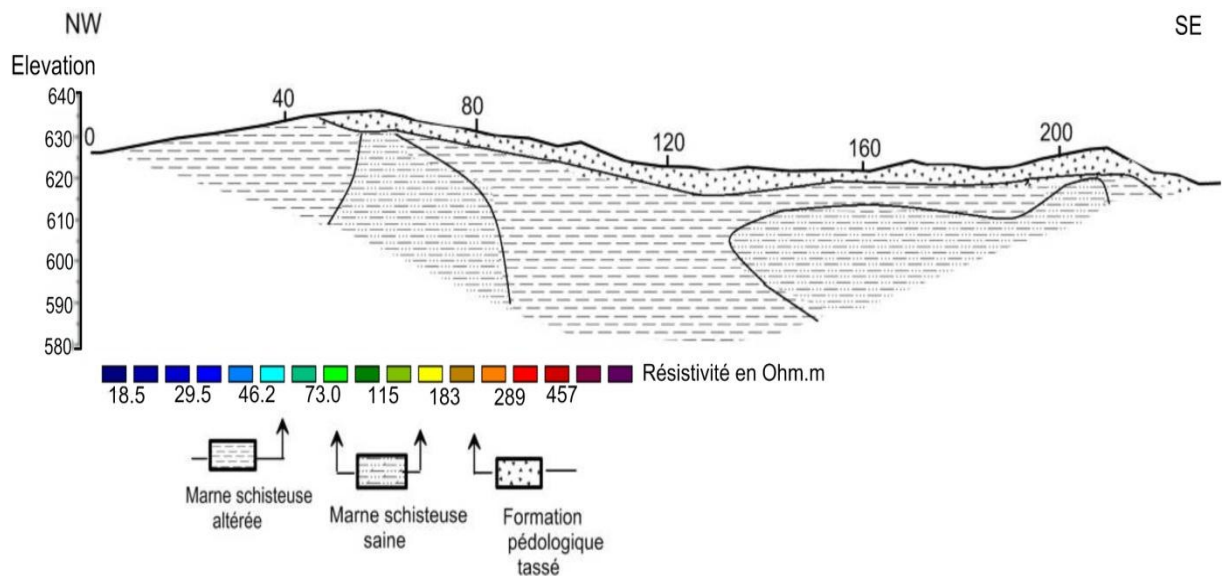 NW
SE
Elevation
640
630
620
610
600
590
580
0
40
80
120
160
200
18.5 29.5 46.2 73.0 115 183 289 457 Résistivité en Ohm.m
Marne schisteuse
altérée
Marne schisteuse
saine
Formation
pédologique
tassé